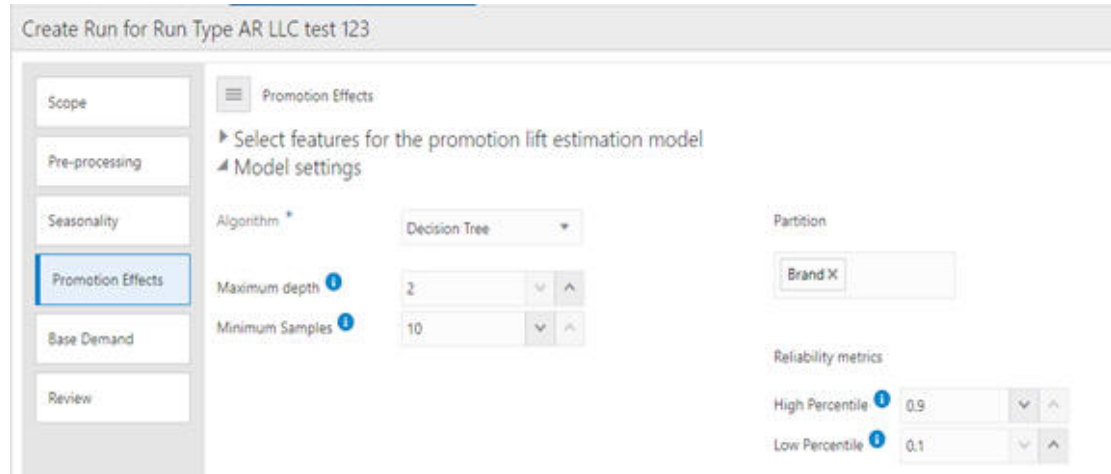 Create Run for Run Type AR LLC test 123
Scope
Pre-processing
Seasonality
Promotion Effects
Base Demand
Review
Promotion Effects
Select features for the promotion lift estimation model
Model settings
Algorithm * Decision Tree
Maximum depth 2
Minimum Samples 10
Partition
Brand X
Reliability metrics
High Percentile 0.9
Low Percentile 0.1